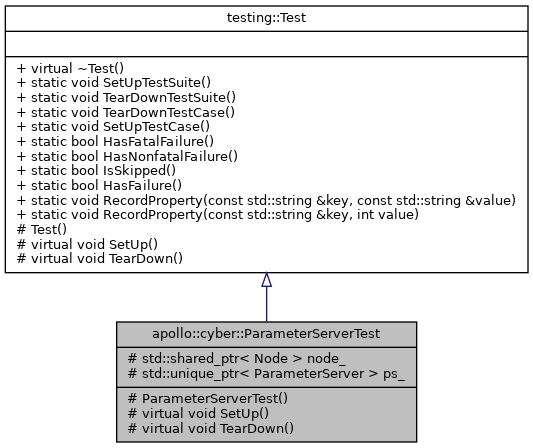 testing::Test
+ virtual ~Test()
+ static void SetUpTestSuite()
+ static void TearDownTestSuite()
+ static void TearDownTestCase()
+ static void SetUpTestCase()
+ static bool HasFatalFailure()
+ static bool HasNonfatalFailure()
+ static bool IsSkipped()
+ static bool HasFailure()
+ static void RecordProperty(const std::string &key, const std::string &value)
+ static void RecordProperty(const std::string &key, int value)
# Test()
# virtual void SetUp()
# virtual void TearDown()
apollo::cyber::ParameterServerTest
# std::shared_ptr< Node > node_
# std::unique_ptr< ParameterServer > ps_
# ParameterServerTest()
# virtual void SetUp()
# virtual void TearDown()